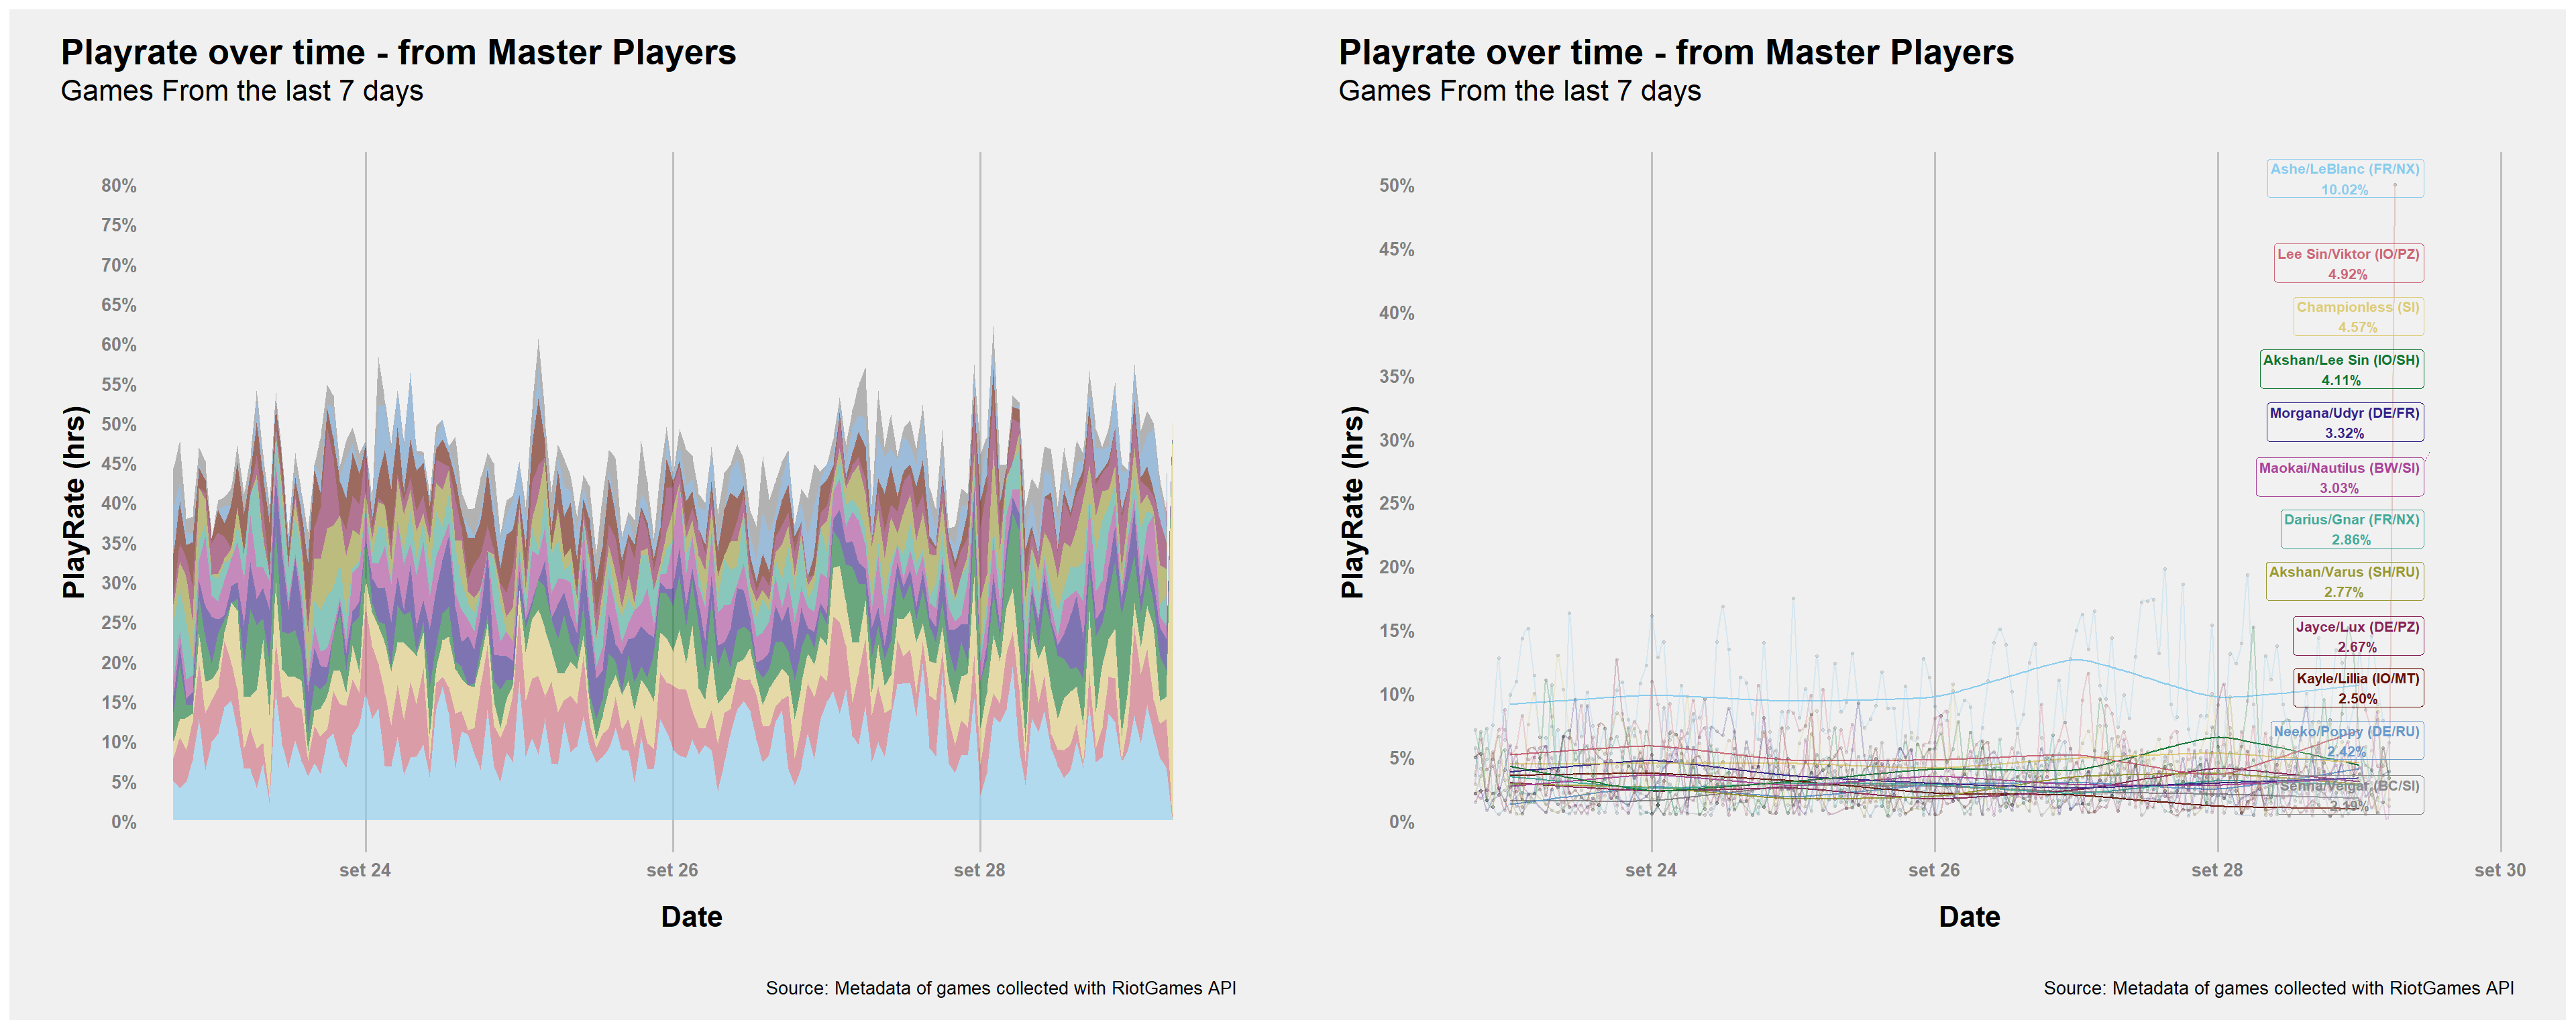 Playrate over time - from Master Players
Games From the last 7 days
PlayRate (hrs)
80%
75%
70%
65%
60%
55%
50%
45%
40%
35%
30%
25%
20%
15%
10%
5%
0%
set 24
set 26
set 28
Date
Source: Metadata of games collected with RiotGames API
Playrate over time - from Master Players
Games From the last 7 days
PlayRate (hrs)
50%
45%
40%
35%
30%
25%
20%
15%
10%
5%
0%
Ashe/LeBlanc (FR/NX)
10.02%
Lee Sin/Viktor (IO/PZ)
4.92%
Championless (SI)
4.57%
Akshan/Lee Sin (IO/SH)
4.11%
Morgana/Udyr (DE/FR)
3.32%
Maokai/Nautilus (BW/SI)
3.03%
Darius/Gnar (FR/NX)
2.86%
Akshan/Varus (SH/RU)
2.77%
Jayce/Lux (DE/PZ)
2.67%
Kayle/Lillia (IO/MT)
2.50%
Neeko/Poppy (DE/RU)
2.42%
Senna/Veigar (BC/SI)
2.19%
set 24
set 26
set 28
set 30
Date
Source: Metadata of games collected with RiotGames API